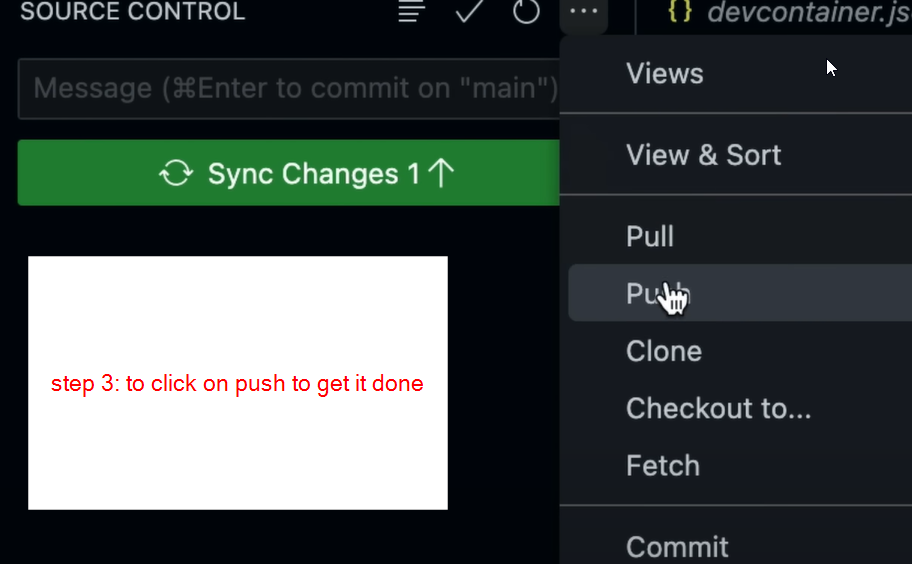 SOURCE CONTROL
{} devcontainer.js
Message (⌘Enter to commit on "main")
Sync Changes 1↑
step 3: to click on push to get it done
Views
View & Sort
Pull
Push
Clone
Checkout to...
Fetch
Commit